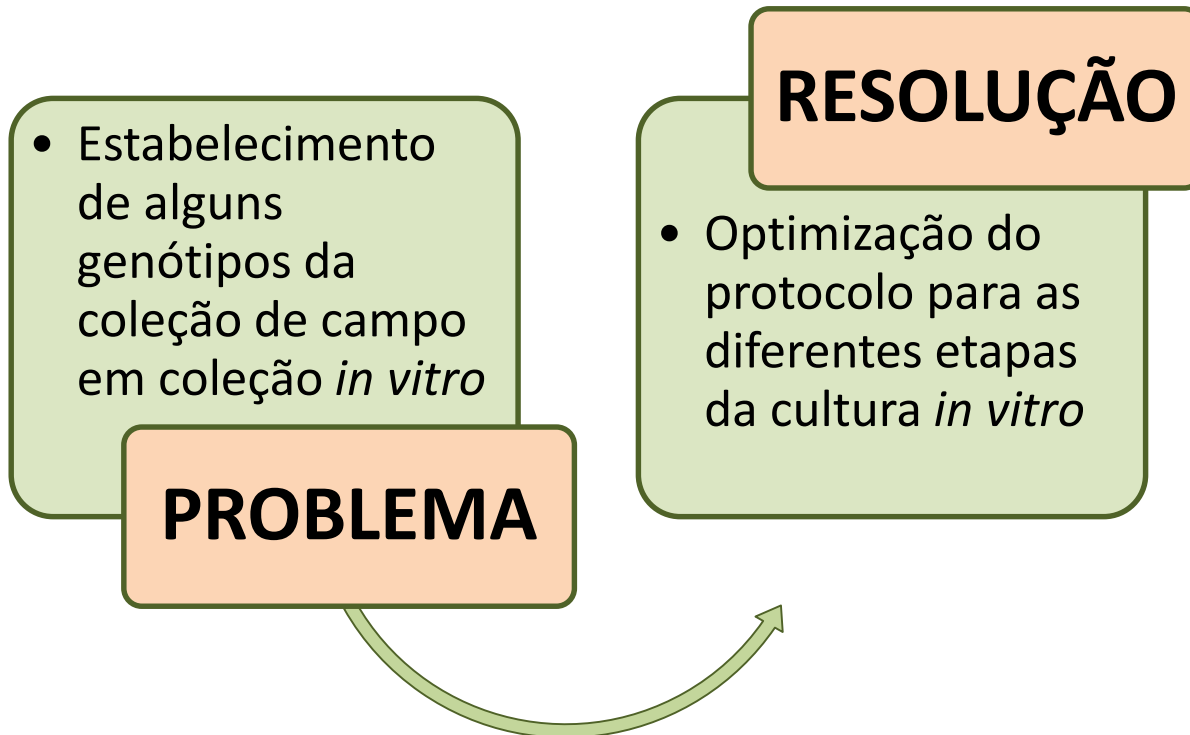 • Estabelecimento
de alguns
genótipos da
coleção de campo
em coleção in vitro
PROBLEMA
RESOLUÇÃO
• Optimização do
protocolo para as
diferentes etapas
da cultura in vitro